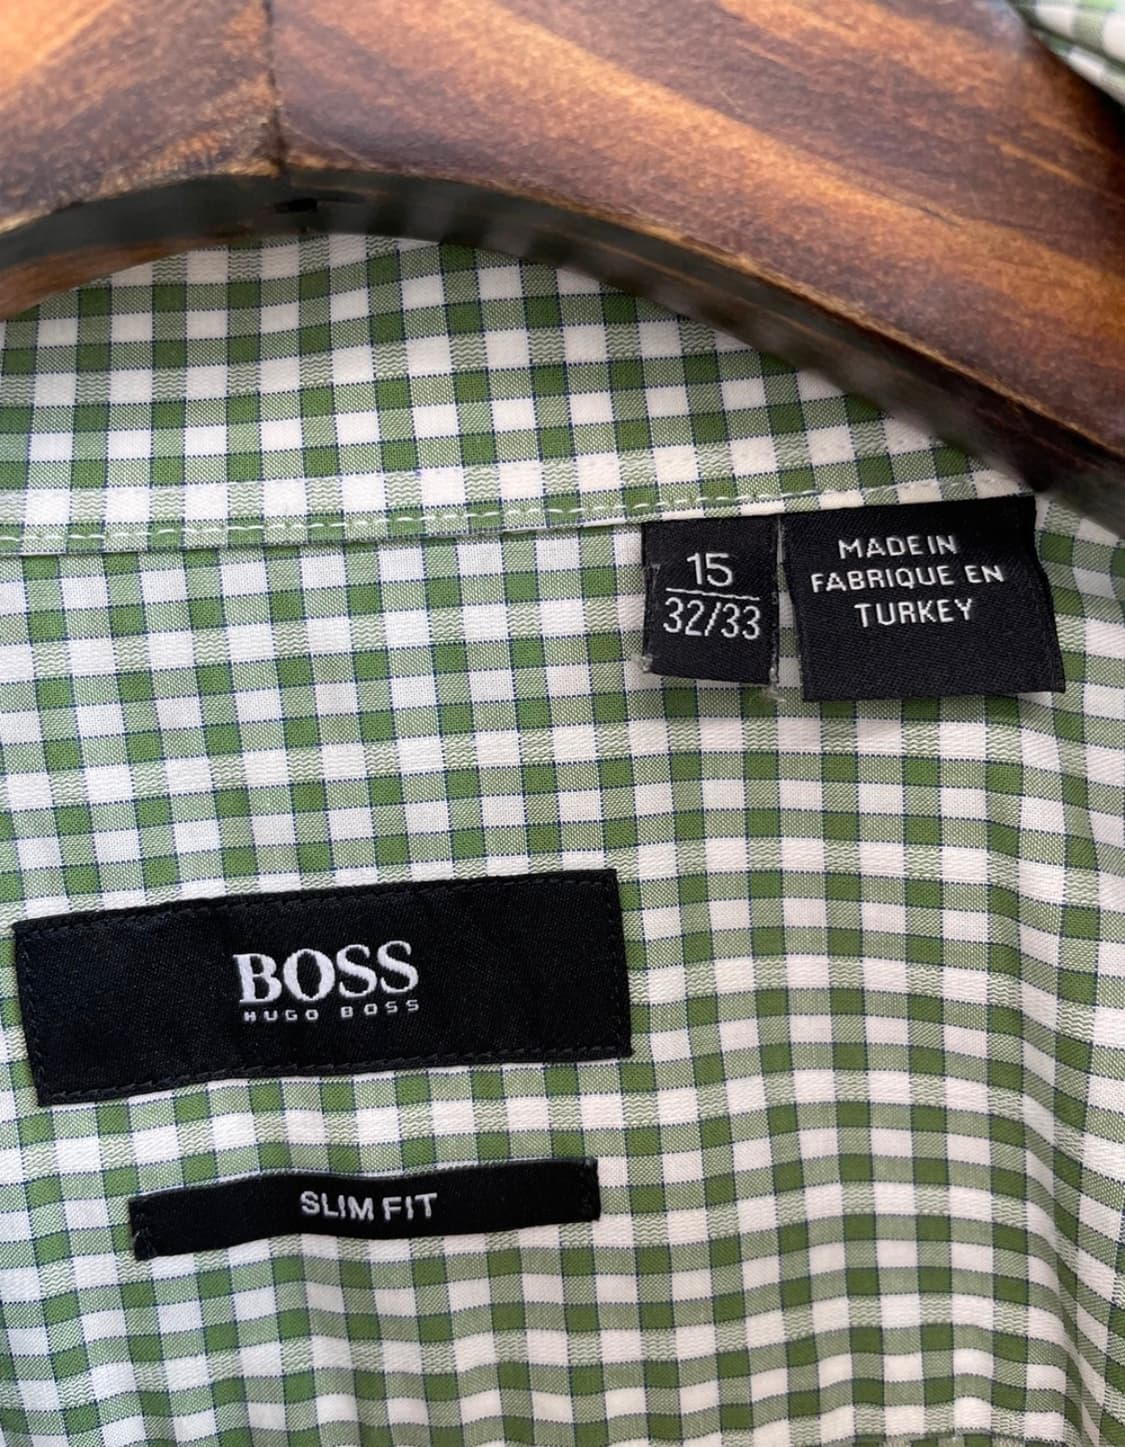 15
32/33
MADE IN
FABRIQUE EN
TURKEY
BOSS
HUGO BOSS
SLIM FIT